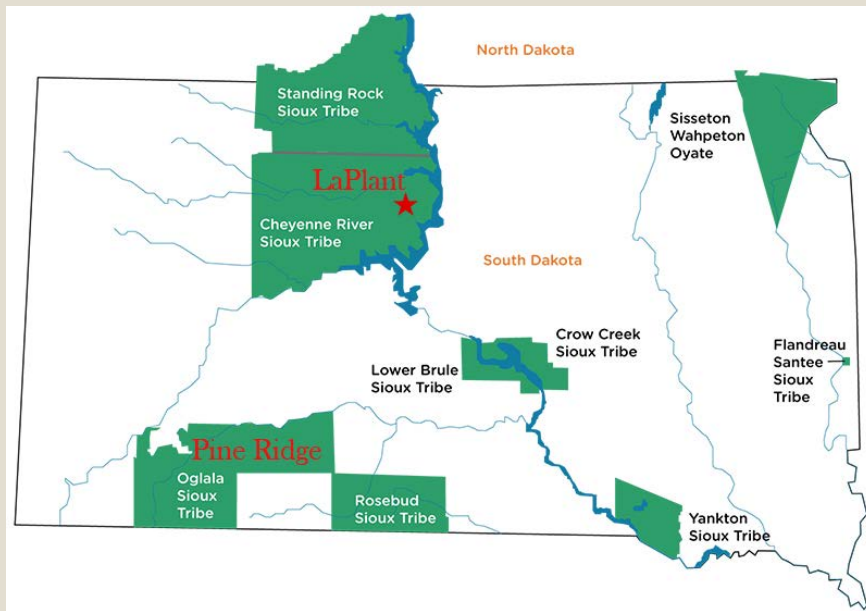 North Dakota
Standing Rock
Sioux Tribe
Sisseton
Wahpeton
Oyate
LaPlant
Cheyenne River
Sioux Tribe
South Dakota
Crow Creek
Sioux Tribe
Lower Brule
Sioux Tribe
Flandreau
Santee
Sioux
Tribe
Pine Ridge
Oglala
Sioux
Tribe
Rosebud
Sioux Tribe
Yankton
Sioux Tribe